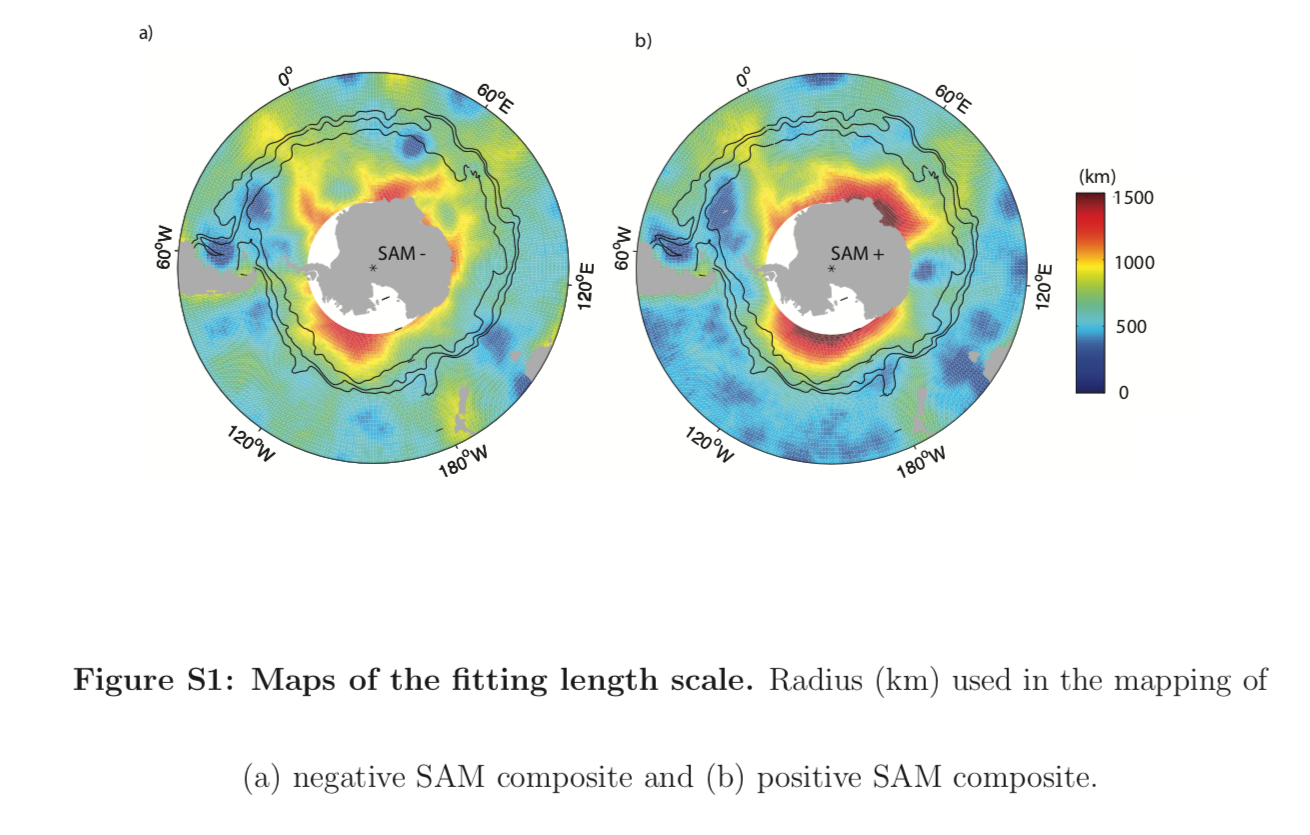 a)
b)
0°
60°E
120°E
180°W
120°W
60°W
SAM -
*
0°
60°E
120°E
180°W
120°W
60°W
SAM +
*
(km)
1500
1000
500
0
Figure S1: Maps of the fitting length scale. Radius (km) used in the mapping of
(a) negative SAM composite and (b) positive SAM composite.